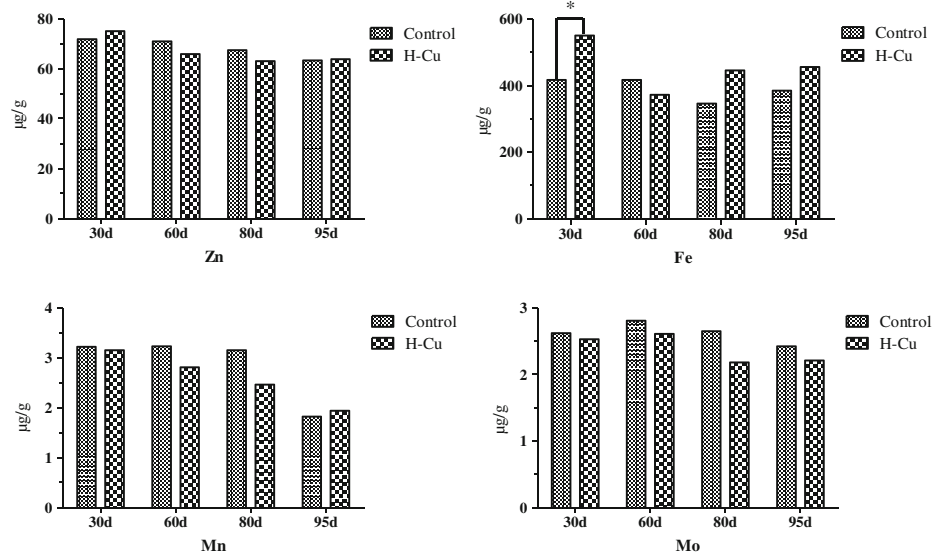 80
60
40
20
0
μg/g
30d 60d 80d 95d
Zn
Control
H-Cu
*
600
400
200
0
μg/g
30d 60d 80d 95d
Fe
Control
H-Cu
4
3
2
1
0
μg/g
30d 60d 80d 95d
Mn
Control
H-Cu
3
2
1
0
μg/g
30d 60d 80d 95d
Mo
Control
H-Cu